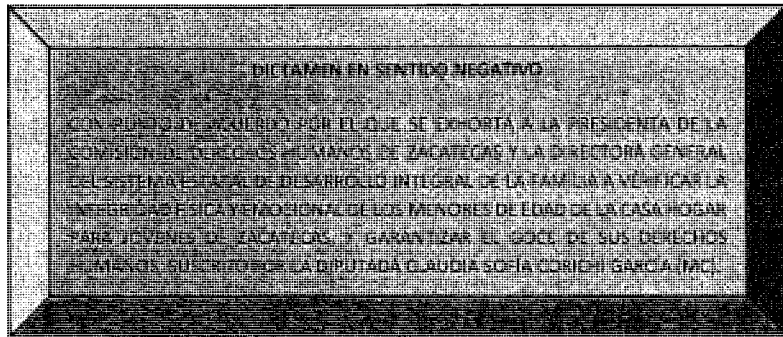 DICTAMEN EN SENTIDO NEGATIVO
CON PUNTO DE ACUERDO POR EL QUE SE EXHORTA A LA PRESIDENTA DE LA
COMISIÓN DE DERECHOS HUMANOS DE ZACATECAS Y LA DIRECTORA GENERAL
DEL SISTEMA ESTATAL DE DESARROLLO INTEGRAL DE LA FAMILIA A VERIFICAR LA
INTEGRIDAD FÍSICA Y EMOCIONAL DE LOS MENORES DE EDAD DE LA CASA HOGAR
PARA JÓVENES DE ZACATECAS, Y GARANTIZAR EL GOCE DE SUS DERECHOS
HUMANOS, SUSCRITO POR LA DIPUTADA CLAUDIA SOFÍA CORICHI GARCÍA (MC).